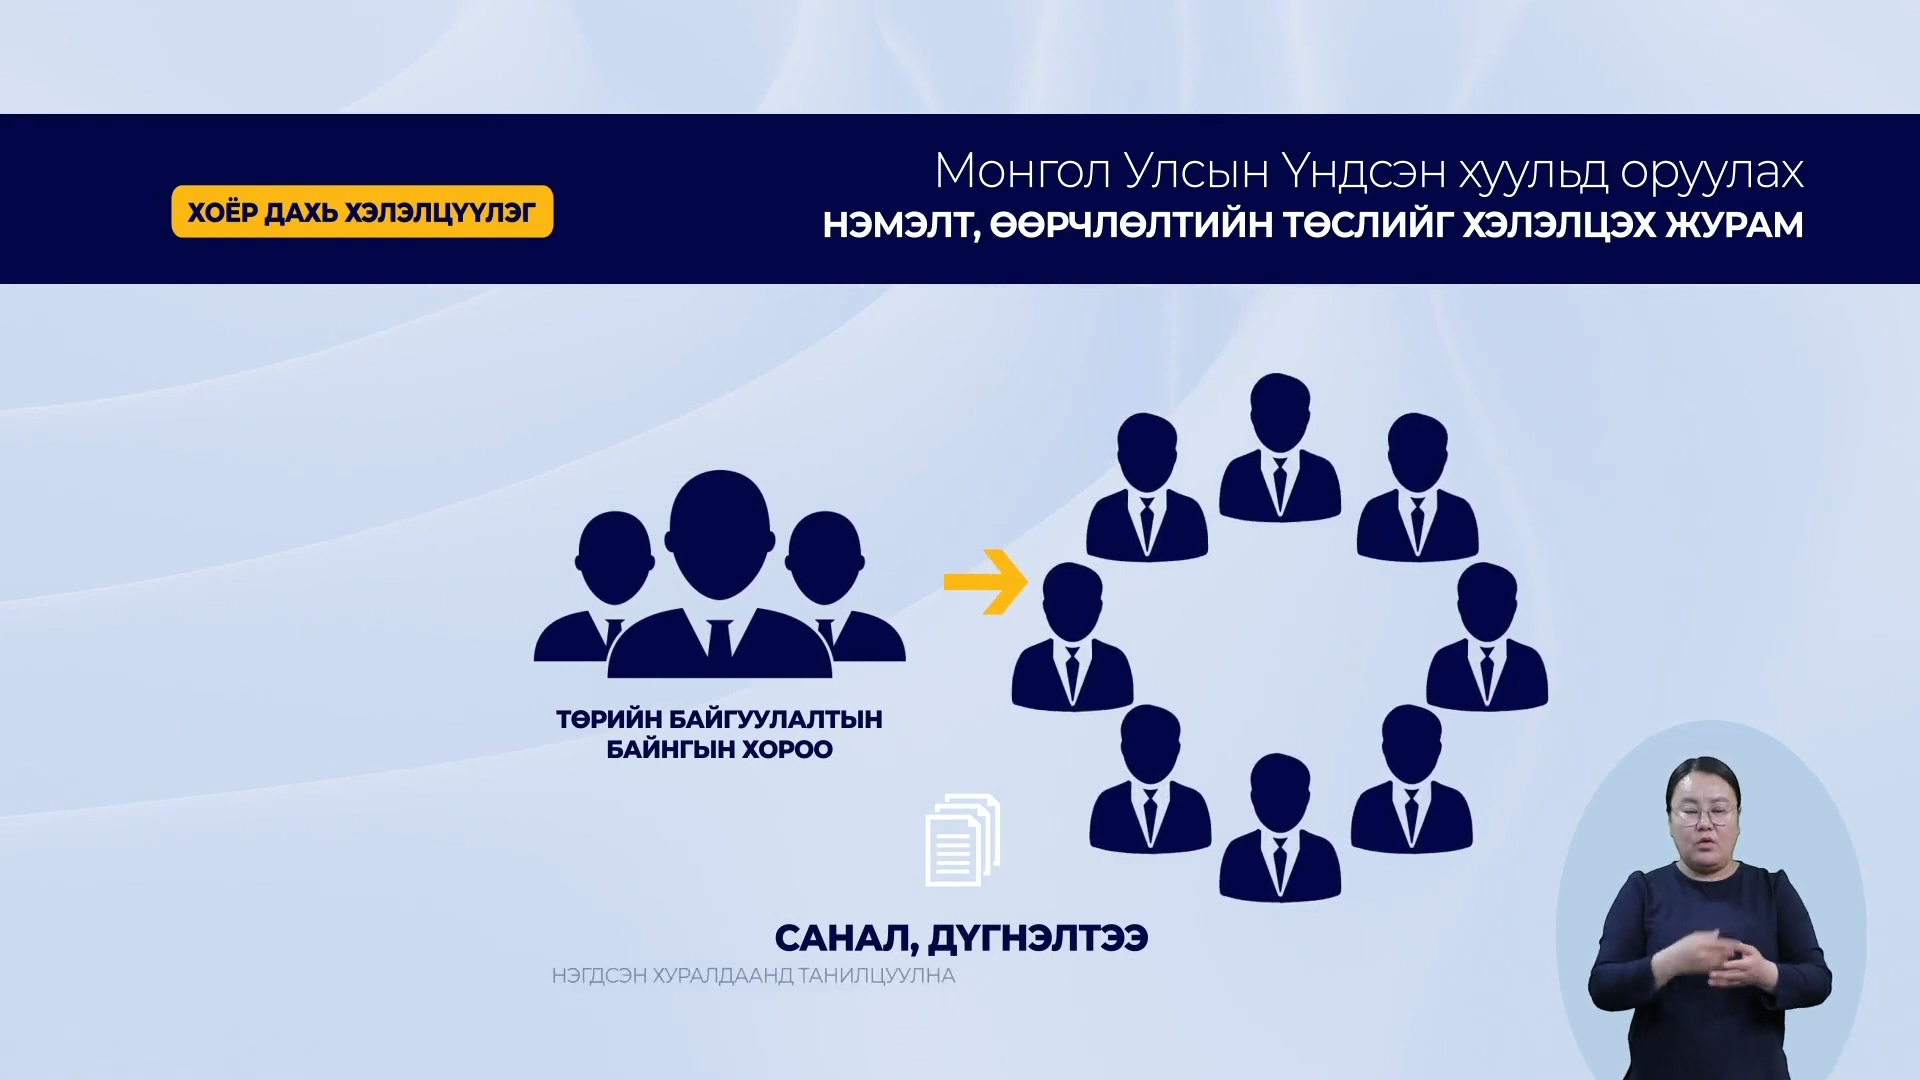 ХОЁР ДАХЬ ХЭЛЭЛЦҮҮЛЭГ
Монгол Улсын Үндсэн хуульд оруулах
НЭМЭЛТ, ӨӨРЧЛӨЛТИЙН ТӨСЛИЙГ ХЭЛЭЛЦЭХ ЖУРАМ
ТӨРИЙН БАЙГУУЛАЛТЫН
БАЙНГЫН ХОРОО
САНАЛ, ДҮГНЭЛТЭЭ
НЭГДСЭН ХУРАЛДААНД ТАНИЛЦУУЛНА